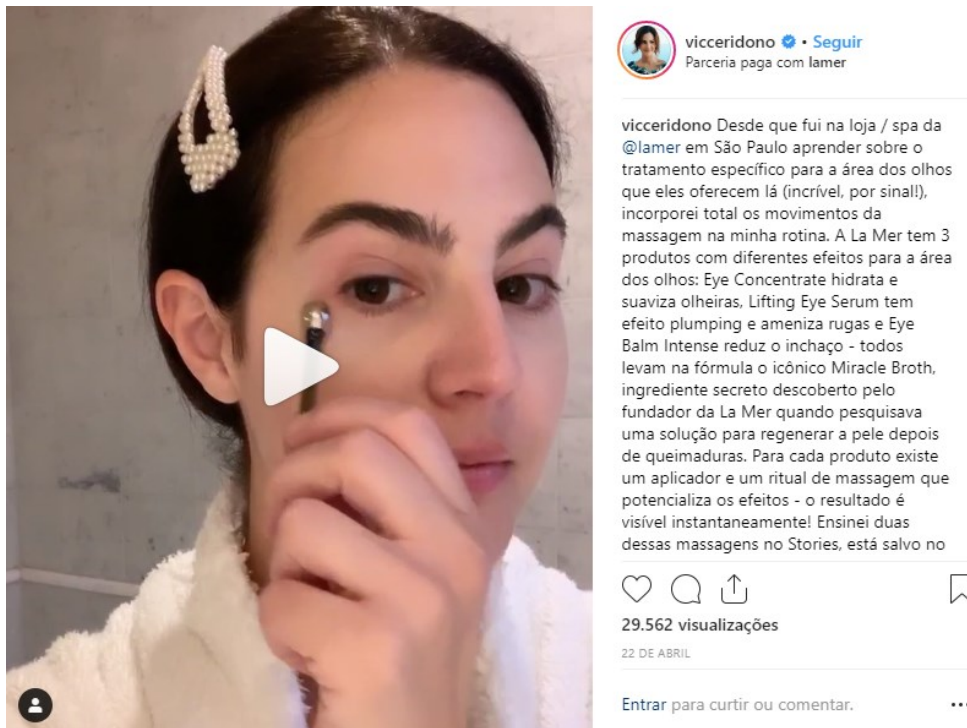 vicceridono • Seguir
Parceria paga com lamer
vicceridono Desde que fui na loja / spa da
@lamer em São Paulo aprender sobre o
tratamento específico para a área dos olhos
que eles oferecem lá (incrível, por sinal!),
incorporei total os movimentos da
massagem na minha rotina. A La Mer tem 3
produtos com diferentes efeitos para a área
dos olhos: Eye Concentrate hidrata e
suaviza olheiras, Lifting Eye Serum tem
efeito plumping e ameniza rugas e Eye
Balm Intense reduz o inchaço - todos
levam na fórmula o icônico Miracle Broth,
ingrediente secreto descoberto pelo
fundador da La Mer quando pesquisava
uma solução para regenerar a pele depois
de queimaduras. Para cada produto existe
um aplicador e um ritual de massagem que
potencializa os efeitos - o resultado é
visível instantaneamente! Ensinei duas
dessas massagens no Stories, está salvo no
29.562 visualizações
22 DE ABRIL
Entrar para curtir ou comentar.